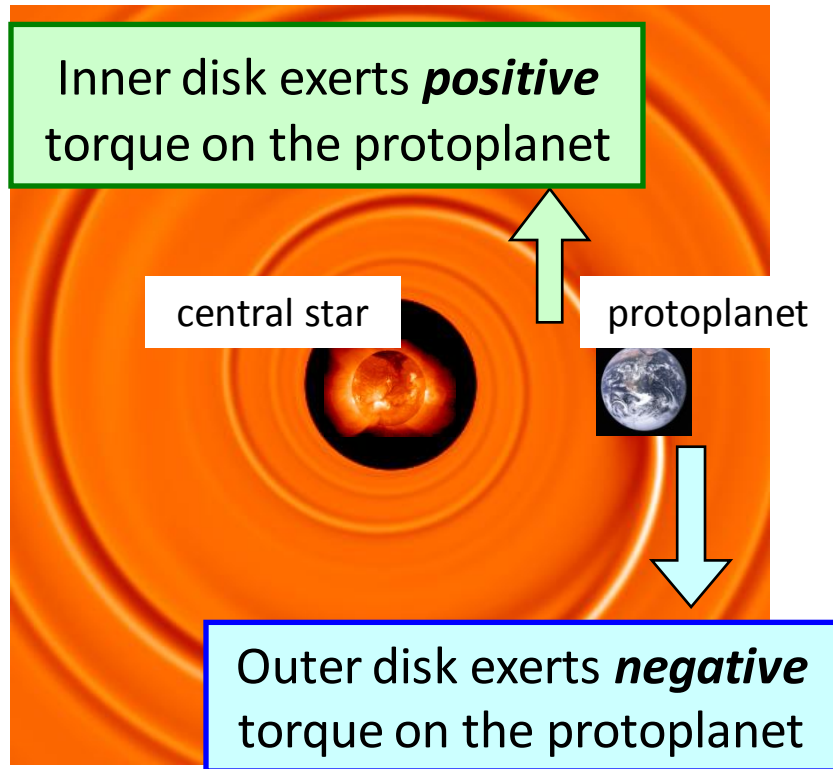 Inner disk exerts positive
torque on the protoplanet
central star
protoplanet
Outer disk exerts negative
torque on the protoplanet